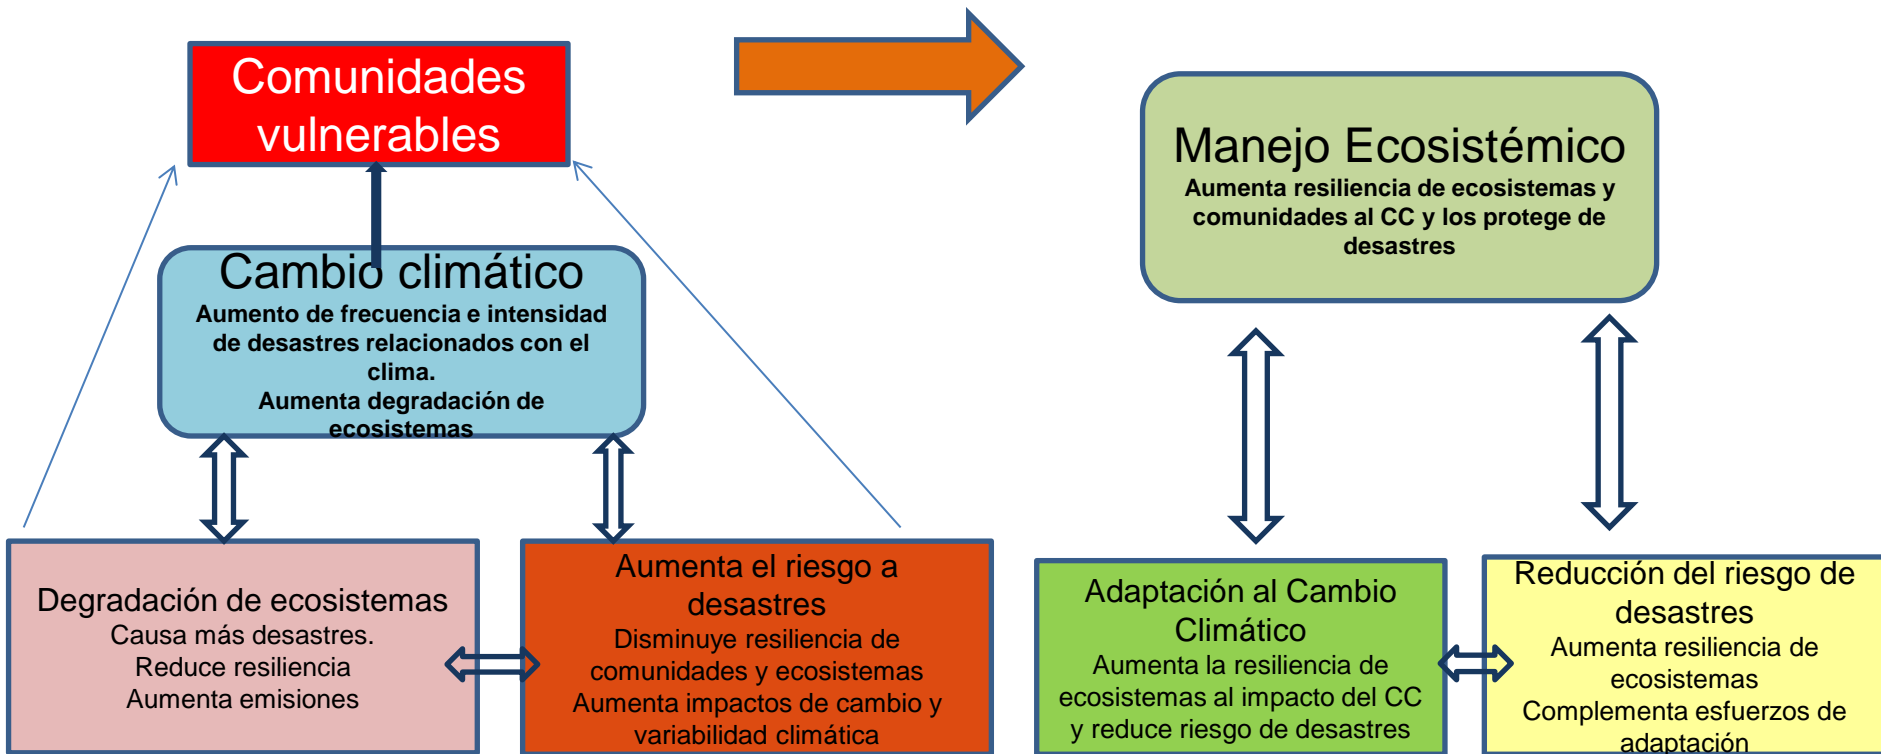 Comunidades
vulnerables
Cambio climático
Aumento de frecuencia e intensidad
de desastres relacionados con el
clima.
Aumenta degradación de
ecosistemas
Degradación de ecosistemas
Causa más desastres.
Reduce resiliencia
Aumenta emisiones
Aumenta el riesgo a
desastres
Disminuye resiliencia de
comunidades y ecosistemas
Aumenta impactos de cambio y
variabilidad climática
Manejo Ecosistémico
Aumenta resiliencia de ecosistemas y
comunidades al CC y los protege de
desastres
Adaptación al Cambio
Climático
Aumenta la resiliencia de
ecosistemas al impacto del CC
y reduce riesgo de desastres
Reducción del riesgo de
desastres
Aumenta resiliencia de
ecosistemas
Complementa esfuerzos de
adaptación